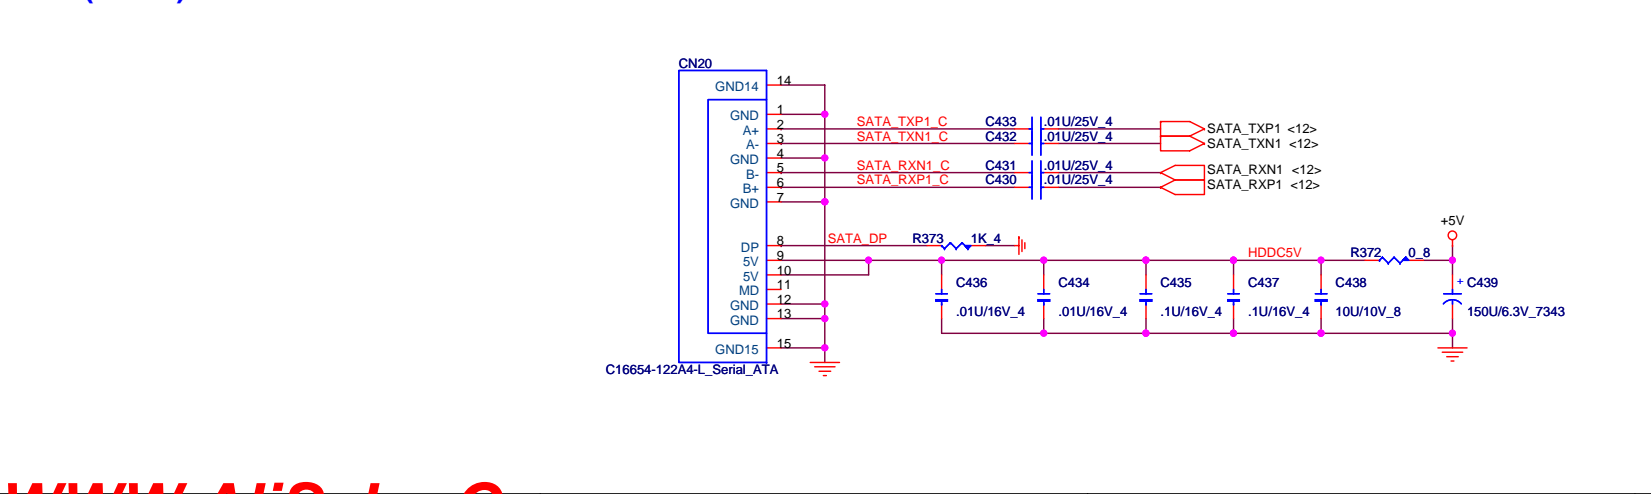 CN20
GND14 14
GND 1
A+ 2 SATA_TXP1_C C433 .01U/25V_4 SATA_TXP1 <12>
A- 3 SATA_TXN1_C C432 .01U/25V_4 SATA_TXN1 <12>
GND 4
B- 5 SATA_RXN1_C C431 .01U/25V_4 SATA_RXN1 <12>
B+ 6 SATA_RXP1_C C430 .01U/25V_4 SATA_RXP1 <12>
GND 7
+5V
DP 8 SATA_DP R373 1K_4
5V 9 HDDC5V R372 0_8
5V 10
MD 11
C436 C434 C435 C437 C438 + C439
GND 12
GND 13
.01U/16V_4 .01U/16V_4 .1U/16V_4 .1U/16V_4 10U/10V_8 150U/6.3V_7343
GND15 15
C16654-122A4-L_Serial_ATA